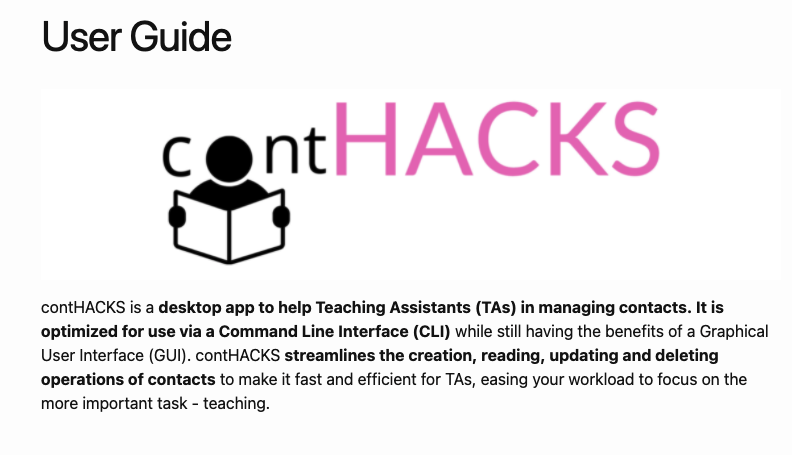 User Guide
contHACKS
contHACKS is a desktop app to help Teaching Assistants (TAs) in managing contacts. It is
optimized for use via a Command Line Interface (CLI) while still having the benefits of a Graphical
User Interface (GUI). contHACKS streamlines the creation, reading, updating and deleting
operations of contacts to make it fast and efficient for TAs, easing your workload to focus on the
more important task - teaching.